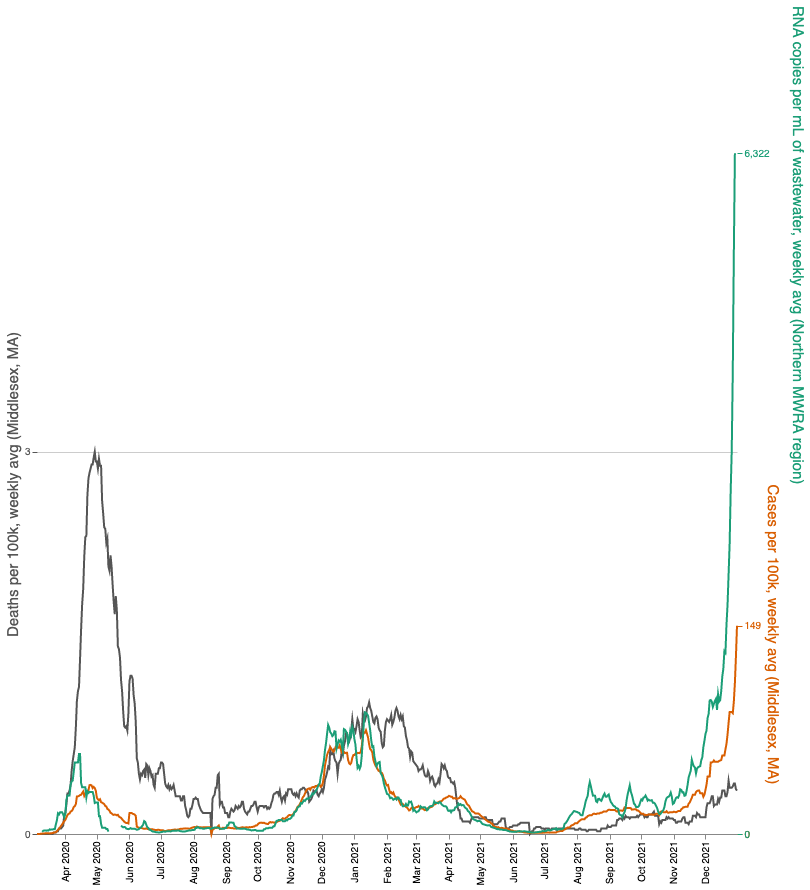 RNA copies per mL of wastewater, weekly avg (Northern MWRA region)
6,322
Deaths per 100k, weekly avg (Middlesex, MA)
3
Cases per 100k, weekly avg (Middlesex, MA)
149
0
0
Apr 2020
May 2020
Jun 2020
Jul 2020
Aug 2020
Sep 2020
Oct 2020
Nov 2020
Dec 2020
Jan 2021
Feb 2021
Mar 2021
Apr 2021
May 2021
Jun 2021
Jul 2021
Aug 2021
Sep 2021
Oct 2021
Nov 2021
Dec 2021